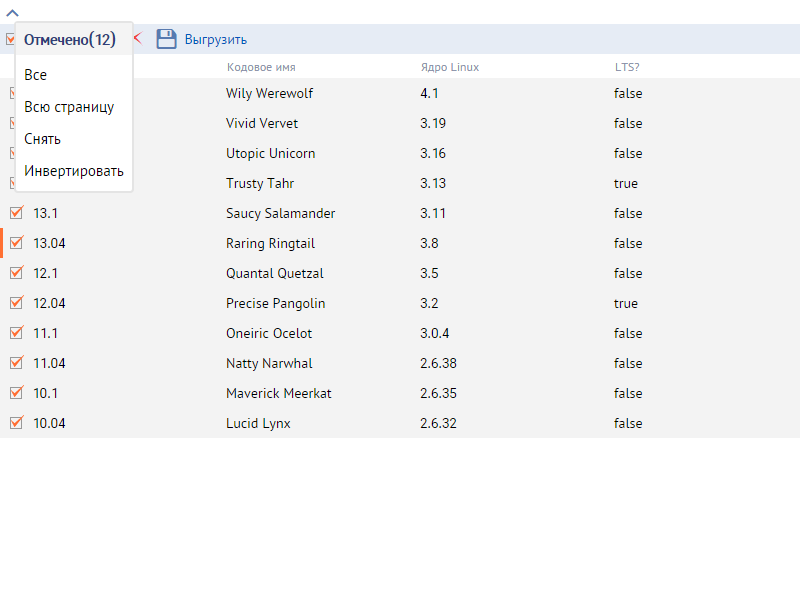 Отмечено(12) Выгрузить
Все
Всю страницу
Снять
Инвертировать
Кодовое имя Ядро Linux LTS?
Wily Werewolf 4.1 false
Vivid Vervet 3.19 false
Utopic Unicorn 3.16 false
Trusty Tahr 3.13 true
13.1 Saucy Salamander 3.11 false
13.04 Raring Ringtail 3.8 false
12.1 Quantal Quetzal 3.5 false
12.04 Precise Pangolin 3.2 true
11.1 Oneiric Ocelot 3.0.4 false
11.04 Natty Narwhal 2.6.38 false
10.1 Maverick Meerkat 2.6.35 false
10.04 Lucid Lynx 2.6.32 false